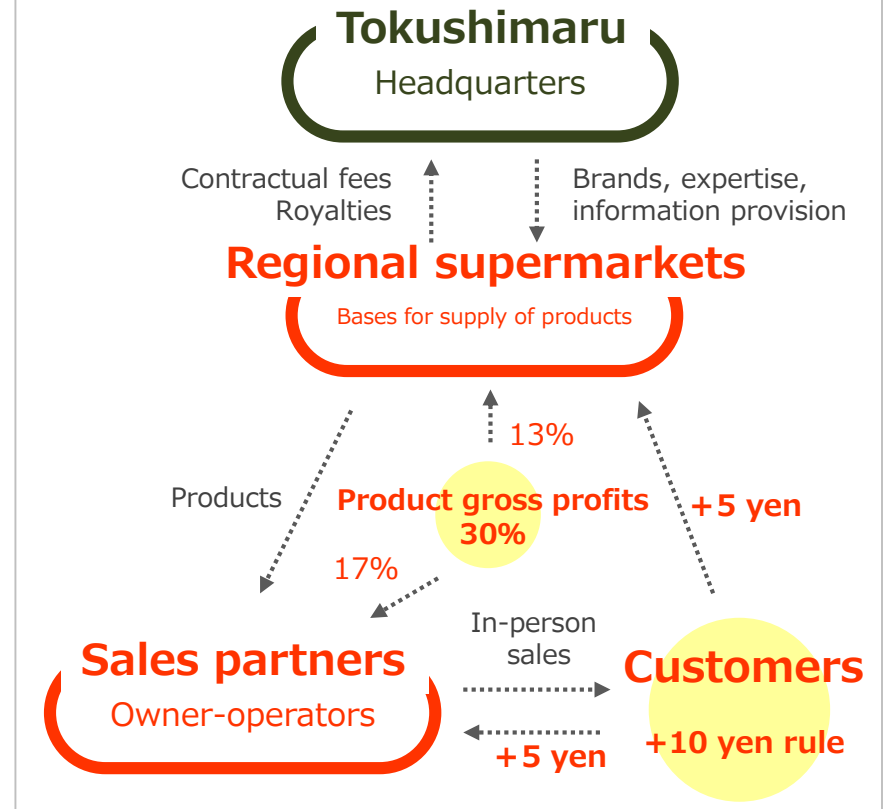 Tokushimaru
Headquarters
Contractual fees
Royalties
Brands, expertise,
information provision
Regional supermarkets
Bases for supply of products
13%
Products
Product gross profits
30%
+5 yen
17%
In-person
sales
Sales partners
Owner-operators
Customers
+10 yen rule
+5 yen